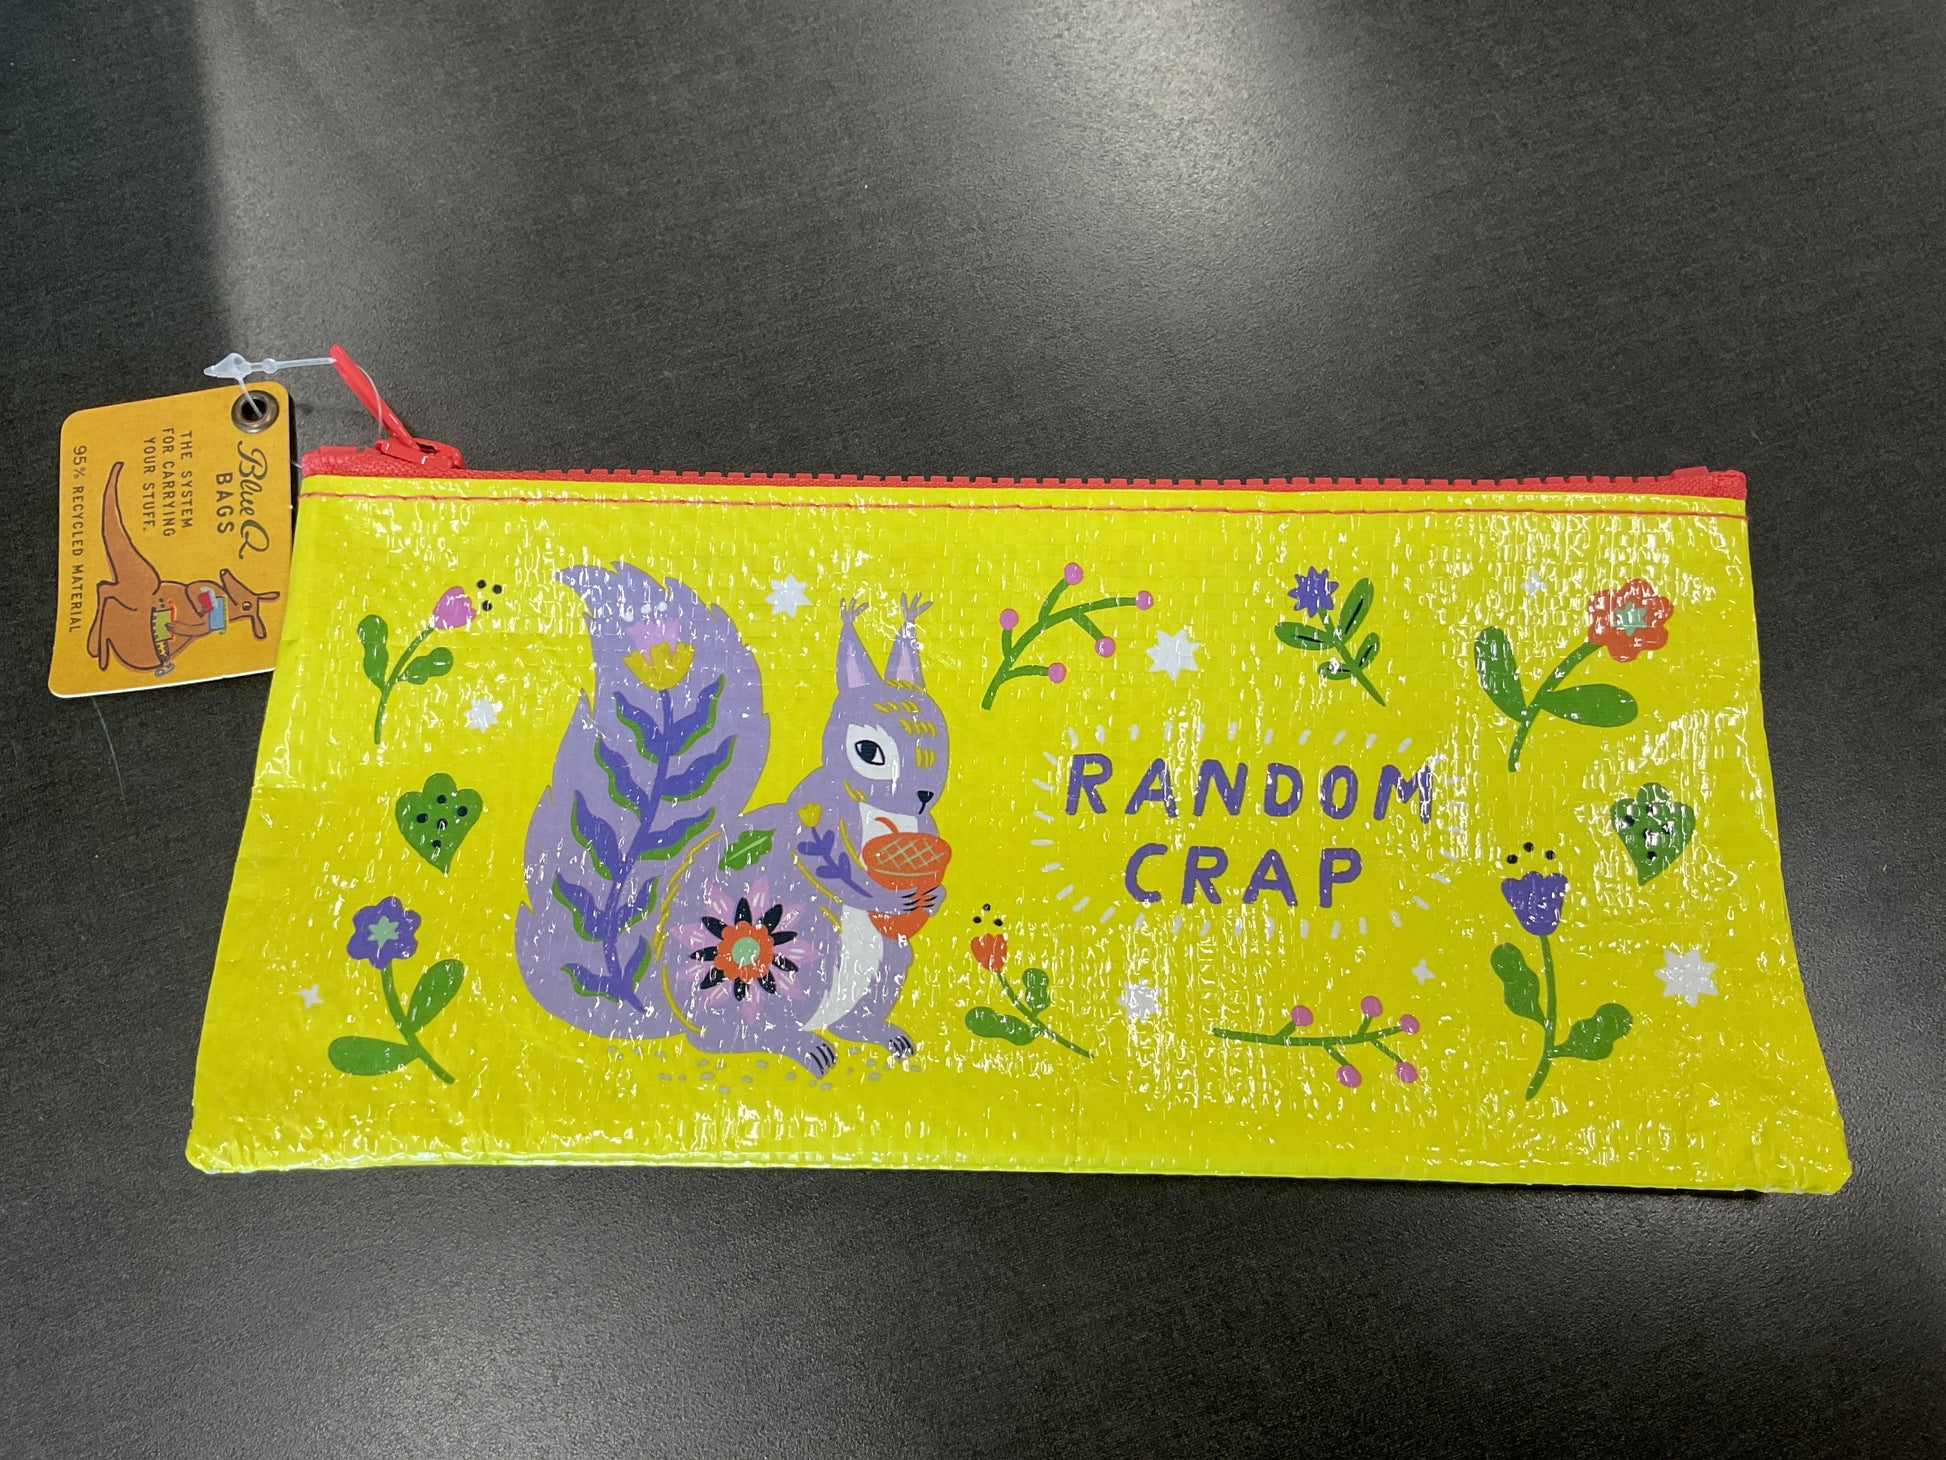 Blue Q
BAGS
THE SYSTEM
FOR CARRYING
YOUR STUFF.
95% RECYCLED MATERIAL
RANDOM
CRAP